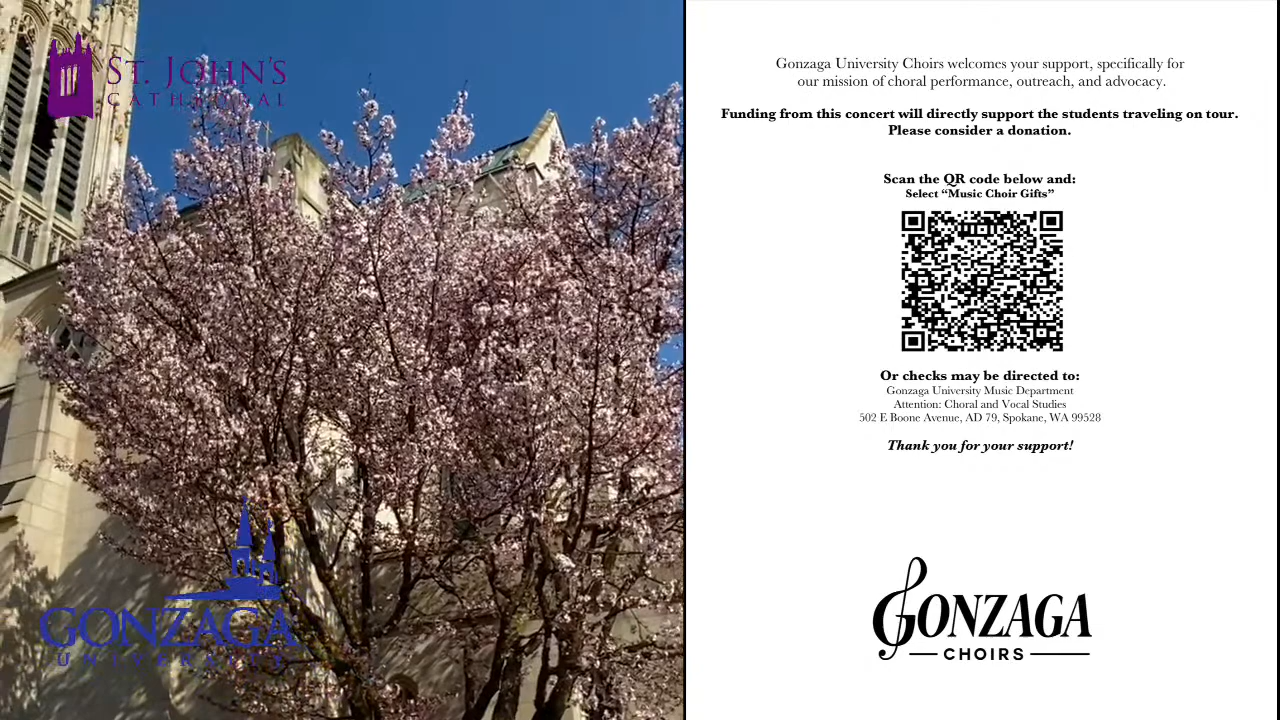 ST. JOHN'S
CATHEDRAL
GONZAGA
UNIVERSITY
Gonzaga University Choirs welcomes your support, specifically for
our mission of choral performance, outreach, and advocacy.
Funding from this concert will directly support the students traveling on tour.
Please consider a donation.
Scan the QR code below and:
Select “Music Choir Gifts”
Or checks may be directed to:
Gonzaga University Music Department
Attention: Choral and Vocal Studies
502 E Boone Avenue, AD 79, Spokane, WA 99528
Thank you for your support!
GONZAGA
CHOIRS